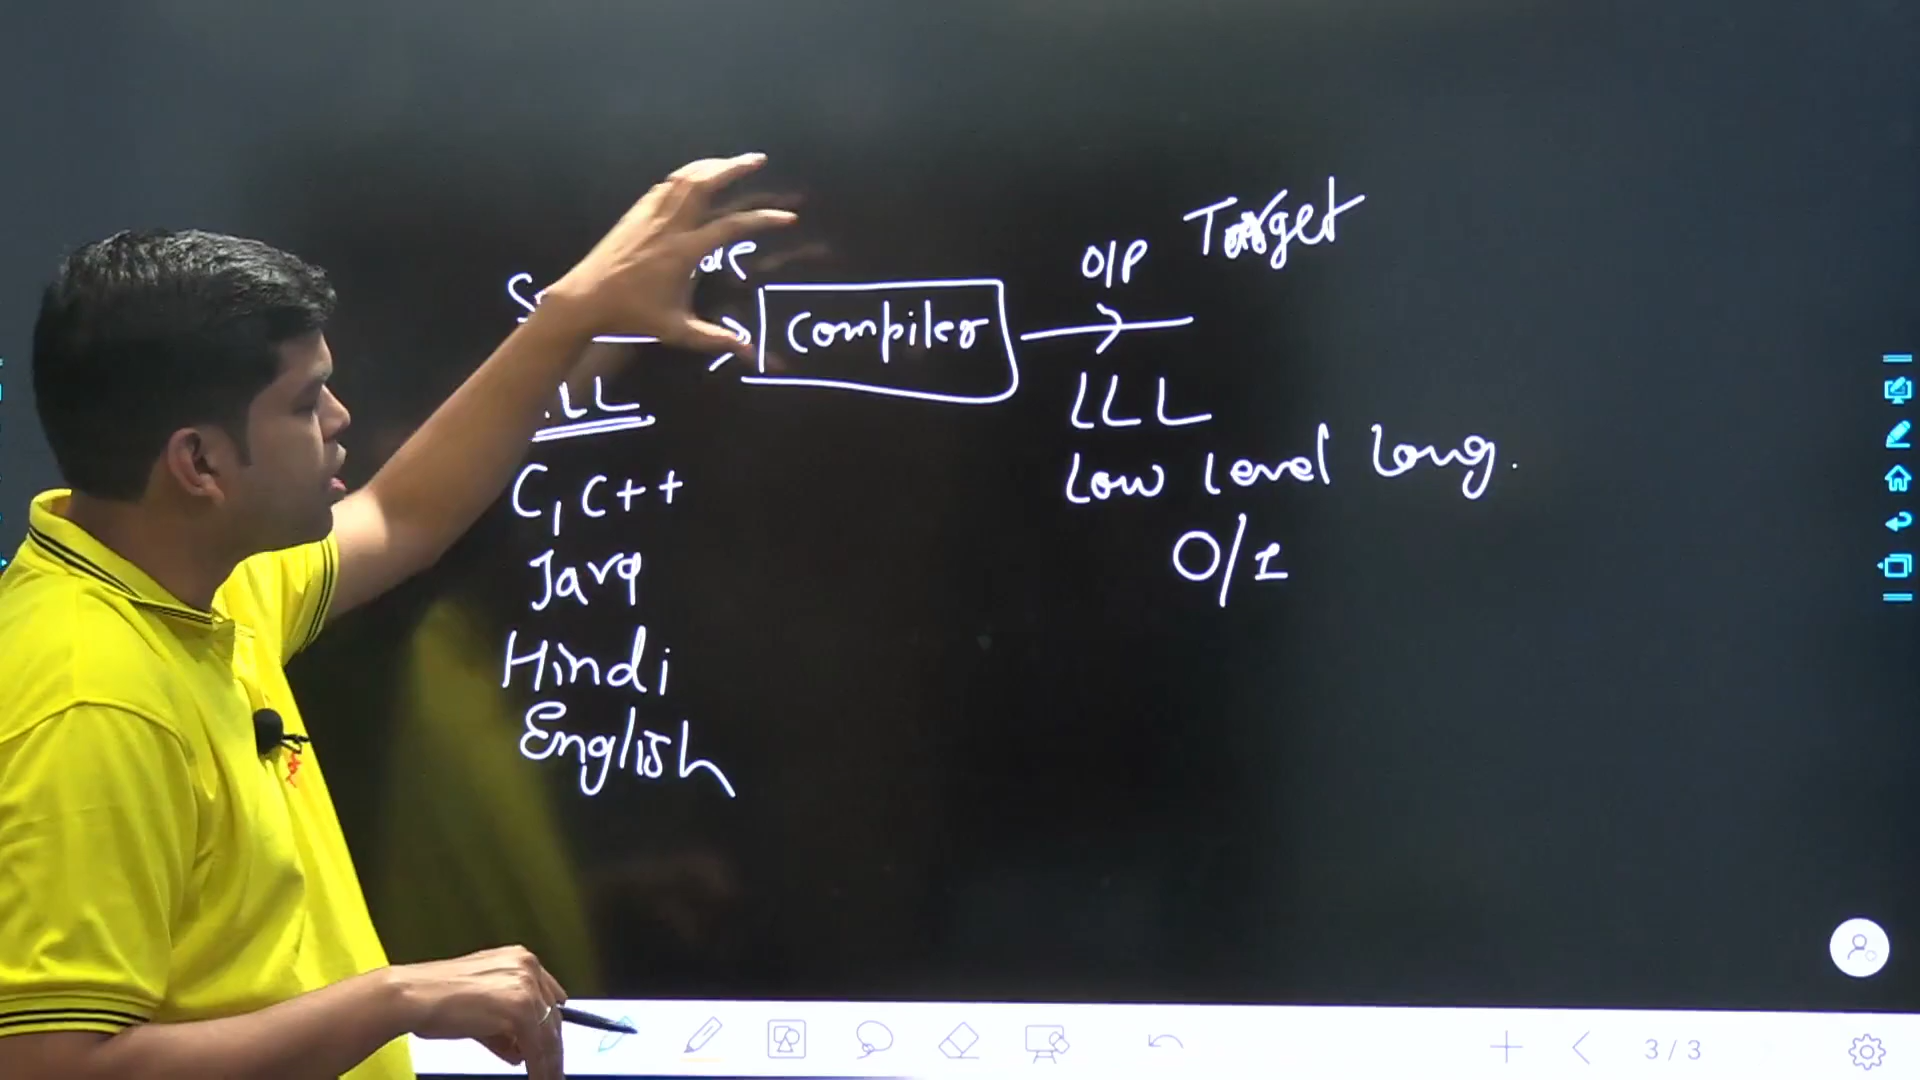 Target
O/P
Compiler
LLL
C, C++
Low Level Lang.
Java
0/1
Hindi
English
3/3